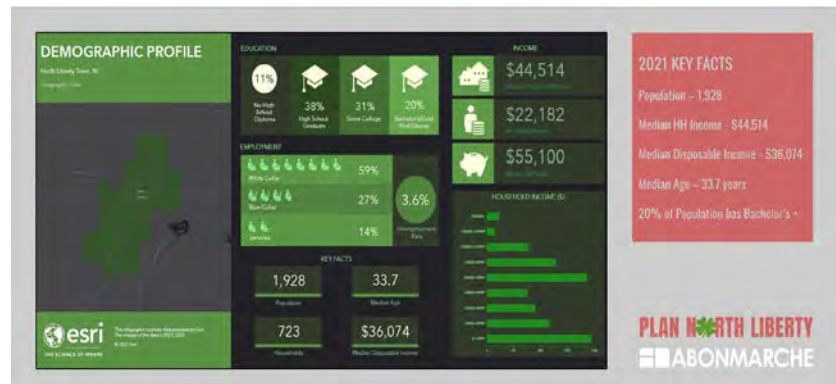 DEMOGRAPHIC PROFILE
North Liberty Town, IN
EDUCATION
11%
No High
School
Diploma
38%
High School
Graduate
31%
Some College
20%
EMPLOYMENT
White Collar
59%
Blue Collar
27%
Services
14%
3.6%
Unemployment
Rate
KEY FACTS
1,928
Population
33.7
Median Age
723
Households
$36,074
Median Disposable Income
INCOME
$44,514
$22,182
$55,100
HOUSEHOLD INCOME ($)
esri
THE SCIENCE OF WHERE
2021 KEY FACTS
Population – 1,928
Median HH Income - $44,514
Median Disposable Income - $36,074
Median Age – 33.7 years
20% of Population has Bachelor's +
PLAN NORTH LIBERTY
ABONMARCHE